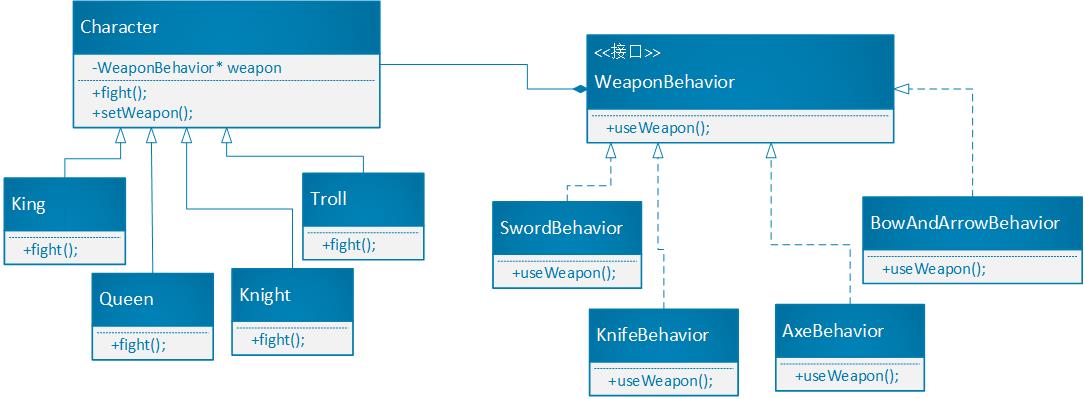 Character
-WeaponBehavior* weapon
+fight();
+setWeapon();
<<接口>>
WeaponBehavior
+useWeapon();
King
+fight();
Troll
+fight();
Queen
+fight();
Knight
+fight();
SwordBehavior
+useWeapon();
BowAndArrowBehavior
+useWeapon();
KnifeBehavior
+useWeapon();
AxeBehavior
+useWeapon();